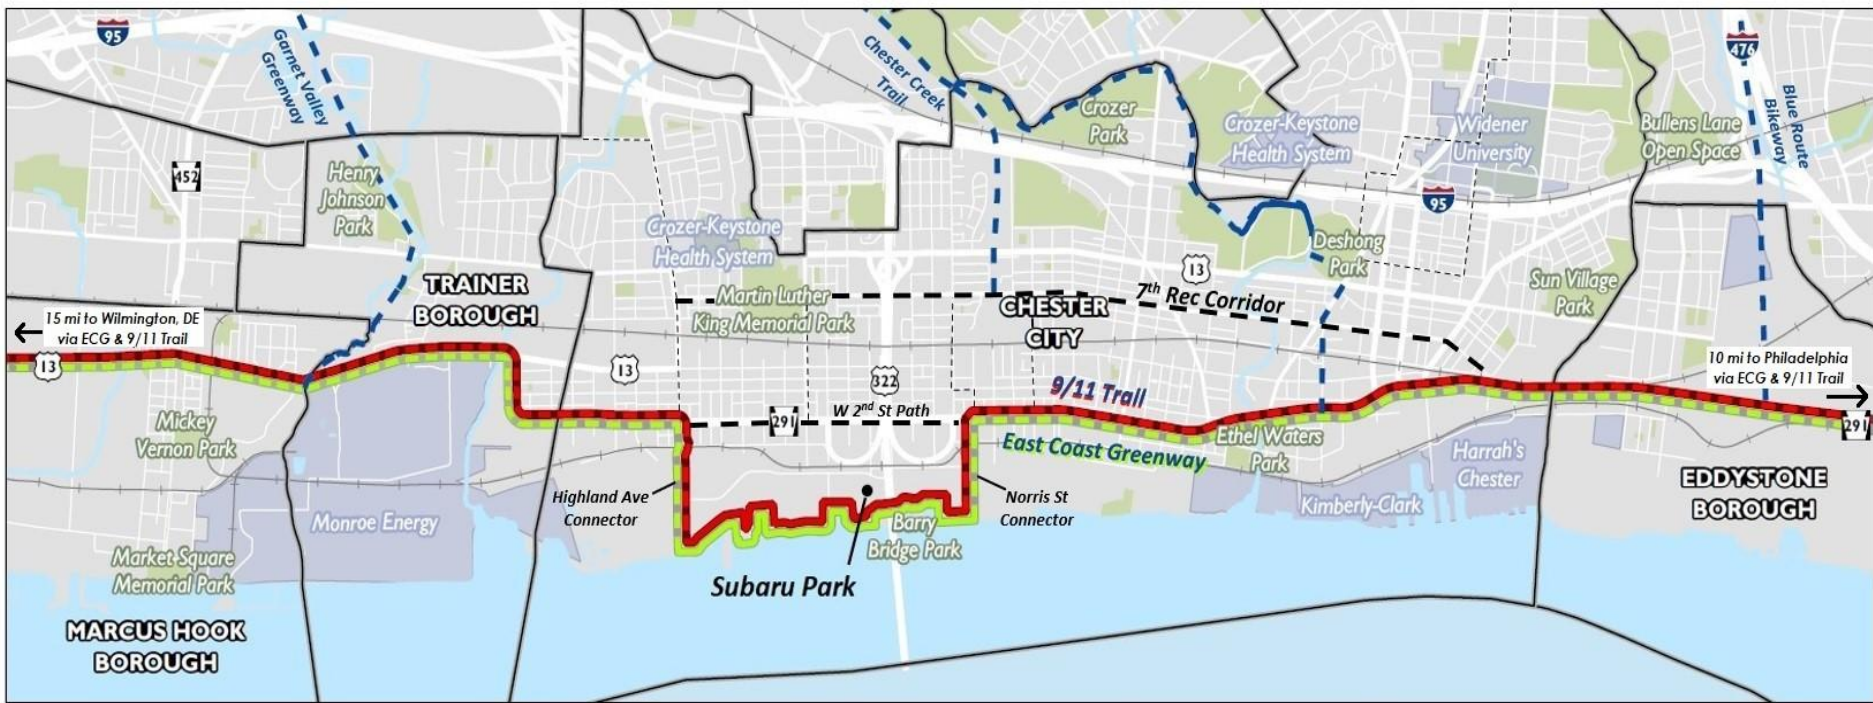 95
Garnet Valley
Greenway
452
Henry
Johnson
Park
Chester Creek
Trail
Crozer
Park
Crozer-Keystone
Health System
Widener
University
Bullens Lane
Open Space
476
Blue Route
Bikeway
95
Crozer-Keystone
Health System
Deshong
Park
13
Sun Village
Park
TRAINER
BOROUGH
Martin Luther
King Memorial Park
CHESTER
CITY
7th Rec Corridor
15 mi to Wilmington, DE
via ECG & 9/11 Trail
13
13
322
10 mi to Philadelphia
via ECG & 9/11 Trail
291
9/11 Trail
W 2nd St Path
291
East Coast Greenway
Mickey
Vernon Park
Ethel Waters
Park
Harrah's
Chester
EDDYSTONE
BOROUGH
Highland Ave
Connector
Norris St
Connector
Kimberly-Clark
Monroe Energy
Barry
Bridge Park
Market Square
Memorial Park
Subaru Park
MARCUS HOOK
BOROUGH